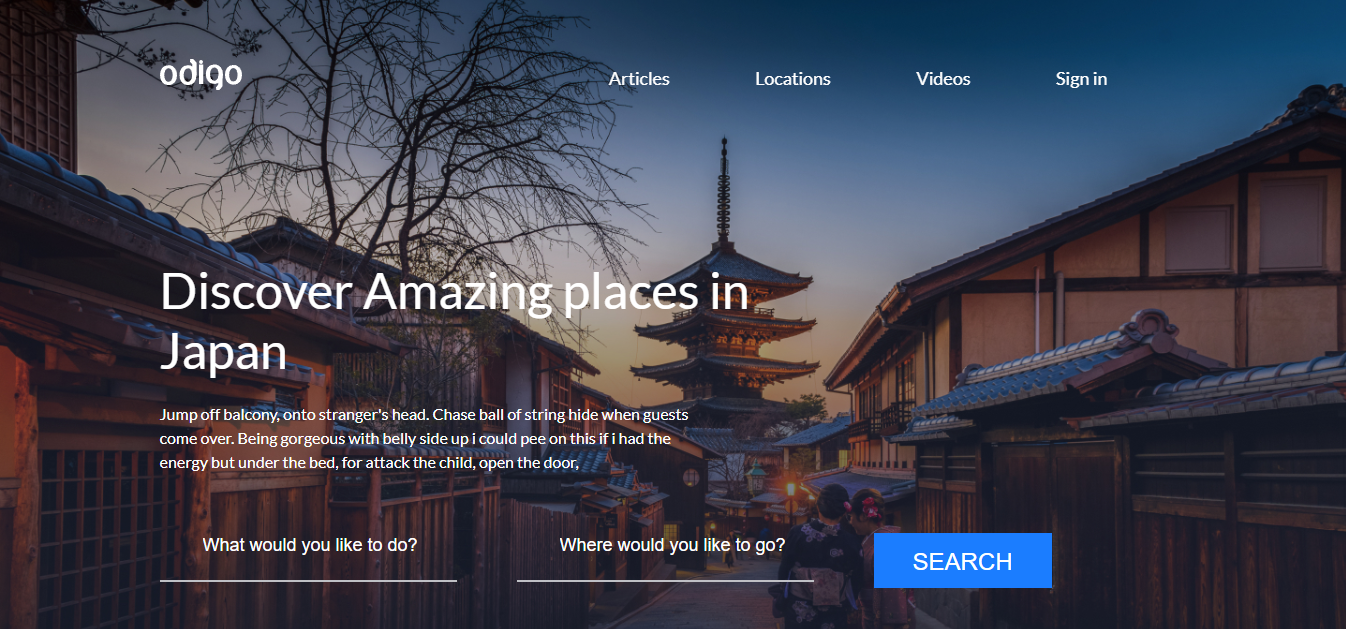 odigo
Articles
Locations
Videos
Sign in
Discover Amazing places in
Japan
Jump off balcony, onto stranger's head. Chase ball of string hide when guests
come over. Being gorgeous with belly side up i could pee on this if i had the
energy but under the bed, for attack the child, open the door,
What would you like to do?
Where would you like to go?
SEARCH